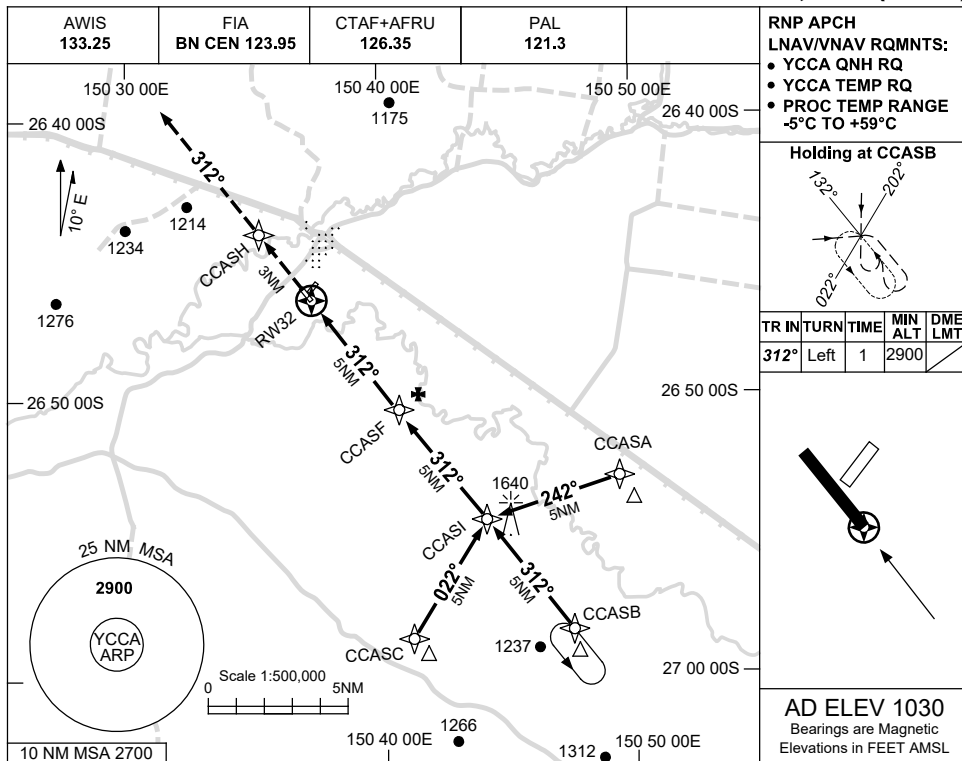 AWIS
133.25
FIA
BN CEN 123.95
CTAF+AFRU
126.35
PAL
121.3
RNP APCH
LNAV/VNAV RQMNTS:
• YCCA QNH RQ
• YCCA TEMP RQ
• PROC TEMP RANGE
-5°C TO +59°C
Holding at CCASB
132°
202°
022°
TR IN TURN TIME MIN ALT DME LMT
312° Left 1 2900
150 30 00E
150 40 00E
150 50 00E
26 40 00S
26 40 00S
1175
312°
10° E
1214
1234
CCASH
3NM
1276
RW32
312°
5NM
26 50 00S
26 50 00S
CCASF
CCASA
312°
5NM
1640
242°
5NM
CCASI
25 NM MSA
2900
022°
5NM
312°
5NM
CCASB
YCCA
ARP
CCASC
1237
27 00 00S
Scale 1:500,000
0
5NM
1266
150 40 00E
1312
150 50 00E
10 NM MSA 2700
AD ELEV 1030
Bearings are Magnetic
Elevations in FEET AMSL